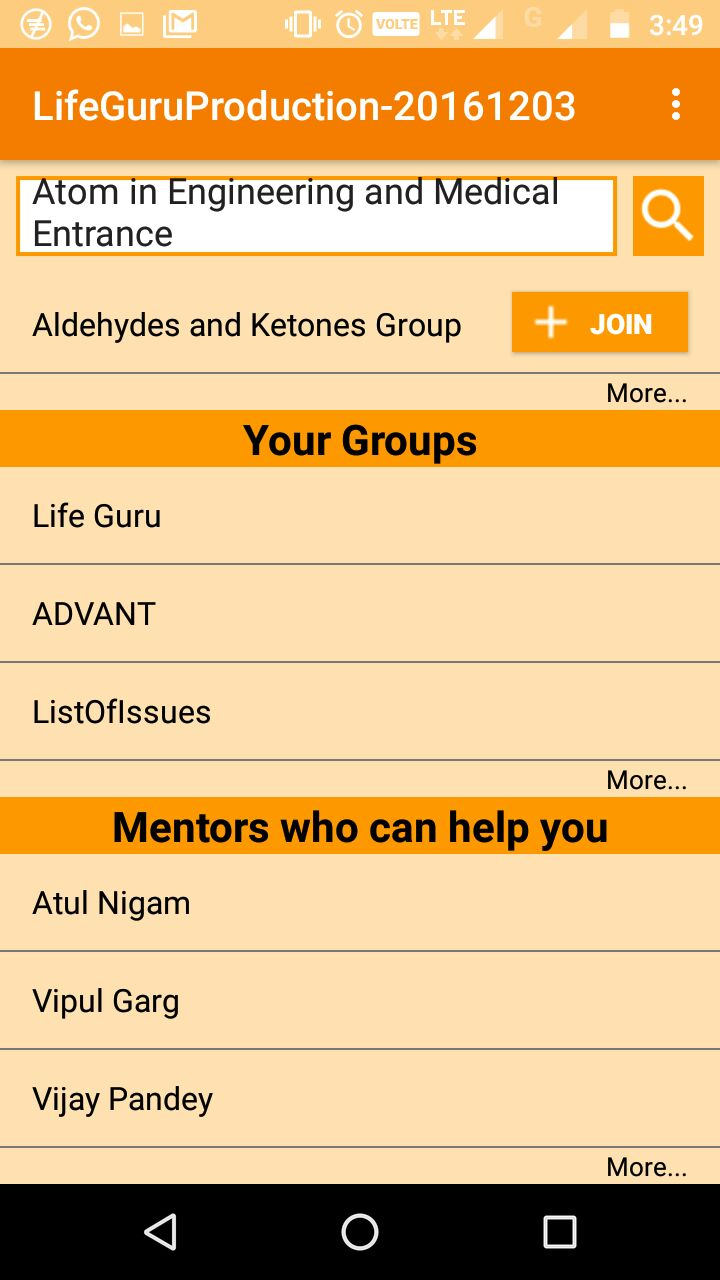 VOLTE LTE G 3:49
LifeGuruProduction-20161203
Atom in Engineering and Medical
Entrance
Aldehydes and Ketones Group + JOIN
More...
Your Groups
Life Guru
ADVANT
ListOfIssues
More...
Mentors who can help you
Atul Nigam
Vipul Garg
Vijay Pandey
More...